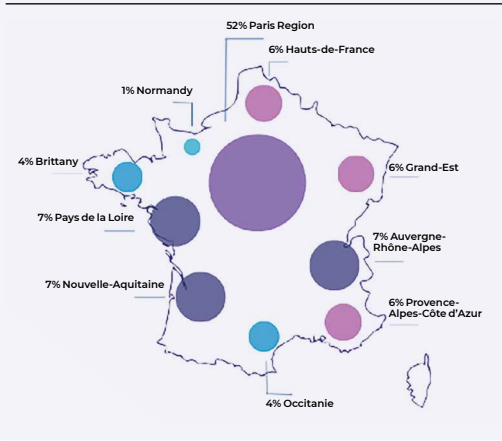 52% Paris Region
6% Hauts-de-France
1% Normandy
4% Brittany
6% Grand-Est
7% Pays de la Loire
7% Auvergne-
Rhône-Alpes
7% Nouvelle-Aquitaine
6% Provence-
Alpes-Côte d'Azur
4% Occitanie